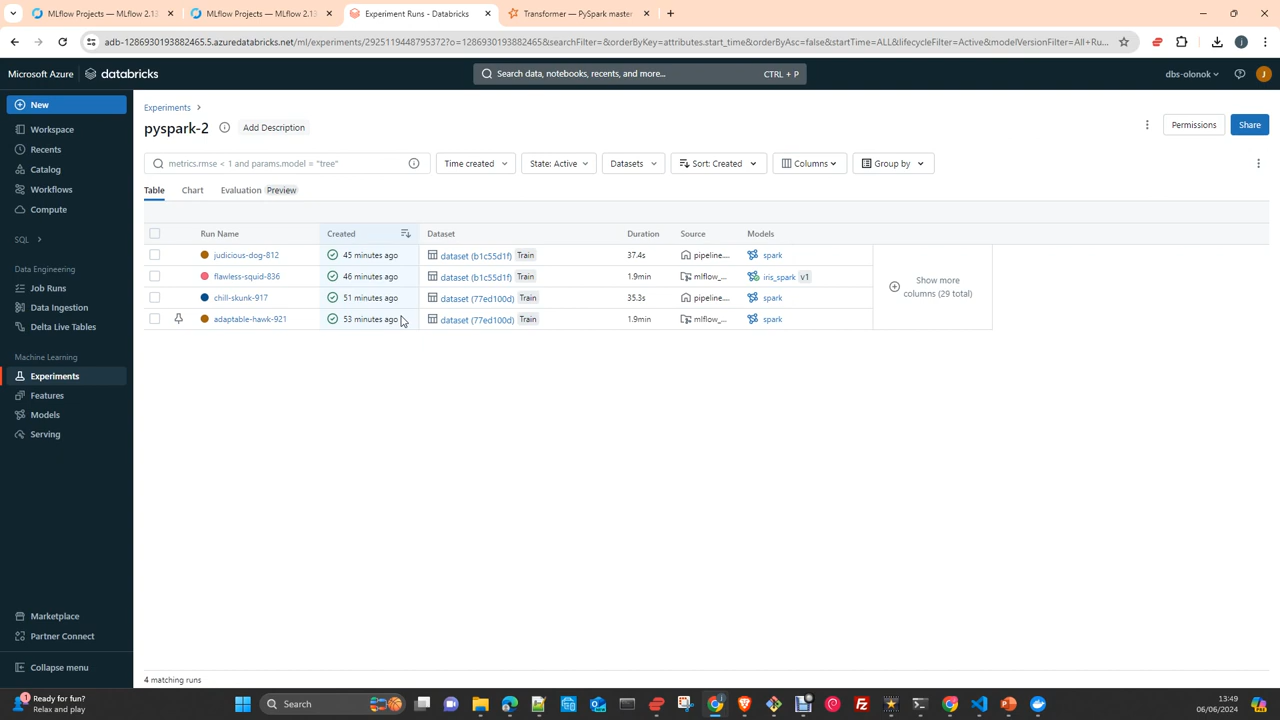 MLflow Projects — MLflow 2.13
MLflow Projects — MLflow 2.13
Experiment Runs - Databricks
Transformer — PySpark master
adb-1286930193882465.5.azuredatabricks.net/ml/experiments/292511944879537​2?o=1286930193882465&searchFilter=&orderByKey=attributes.start_time&orderByAsc=false&startTime=ALL&lifecycleFilter=Active&modelVersionFilter=All+Ru...
Microsoft Azure
databricks
Search data, notebooks, recents, and more...
CTRL + P
dbs-olonok
J
New
Workspace
Recents
Catalog
Workflows
Compute
SQL
Data Engineering
Job Runs
Data Ingestion
Delta Live Tables
Machine Learning
Experiments
Features
Models
Serving
Marketplace
Partner Connect
Collapse menu
Experiments
pyspark-2
Add Description
Permissions
Share
metrics.rmse < 1 and params.model = "tree"
Time created
State: Active
Datasets
Sort: Created
Columns
Group by
Table
Chart
Evaluation Preview
Run Name Created Dataset Duration Source Models
judicious-dog-812 45 minutes ago dataset (b1c55d1f) Train 37.4s pipeline.... spark
flawless-squid-836 46 minutes ago dataset (b1c55d1f) Train 1.9min mlflow_... iris_spark v1
chill-skunk-917 51 minutes ago dataset (77ed100d) Train 35.3s pipeline.... spark
adaptable-hawk-921 53 minutes ago dataset (77ed100d) Train 1.9min mlflow_... spark
Show more
columns (29 total)
4 matching runs
1
Ready for fun?
Relax and play
Search
13:49
06/06/2024